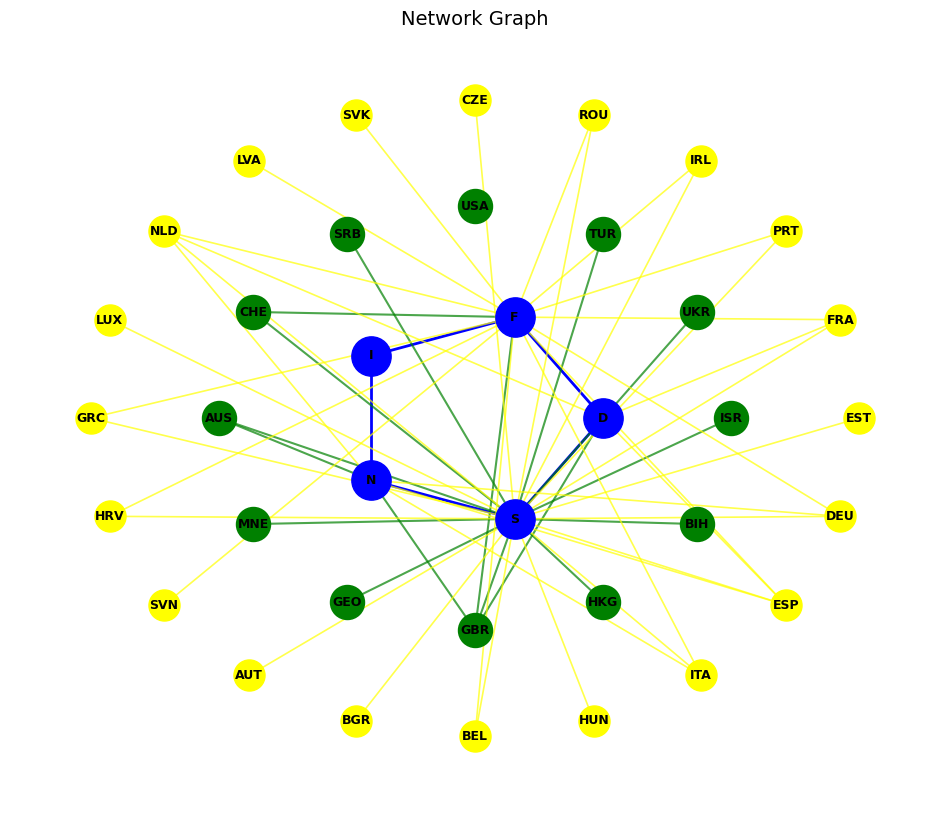 Network Graph
CZE
SVK
ROU
LVA
IRL
USA
NLD
SRB
TUR
PRT
CHE
UKR
F
LUX
FRA
I
GRC
AUS
D
ISR
EST
N
HRV
MNE
S
BIH
DEU
SVN
GEO
HKG
ESP
GBR
AUT
ITA
BGR
HUN
BEL